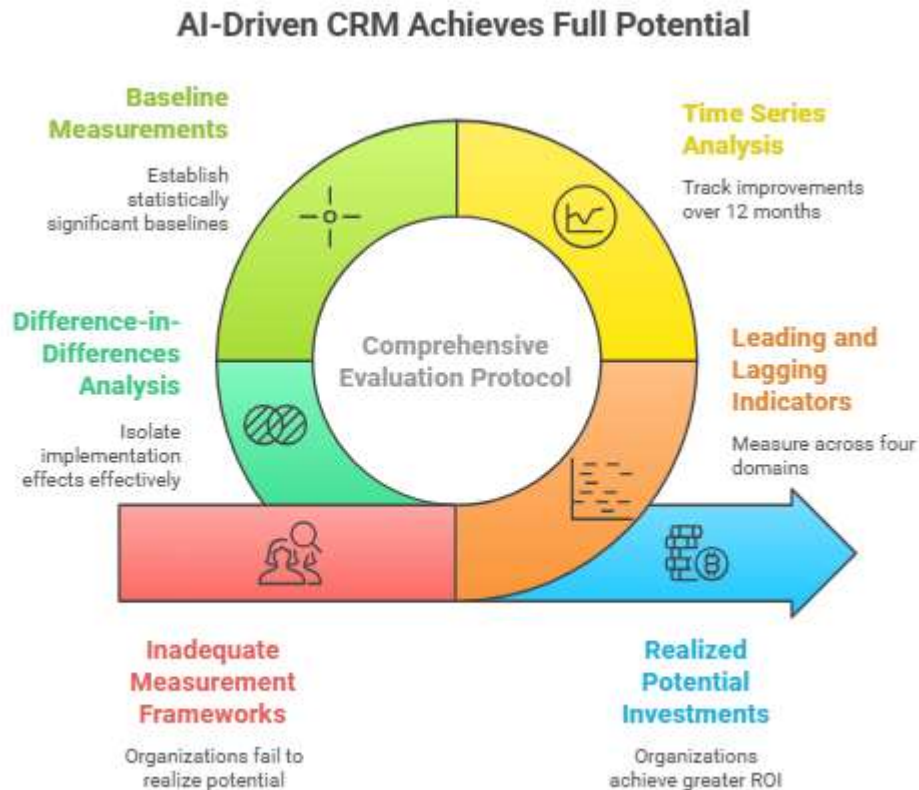 AI-Driven CRM Achieves Full Potential
Baseline
Measurements
Establish
statistically
significant baselines
Time Series
Analysis
Track improvements
over 12 months
Difference-in-
Differences
Analysis
Isolate
implementation
effects effectively
Comprehensive
Evaluation Protocol
Leading and
Lagging
Indicators
Measure across four
domains
Inadequate
Measurement
Frameworks
Organizations fail to
realize potential
Realized
Potential
Investments
Organizations
achieve greater ROI